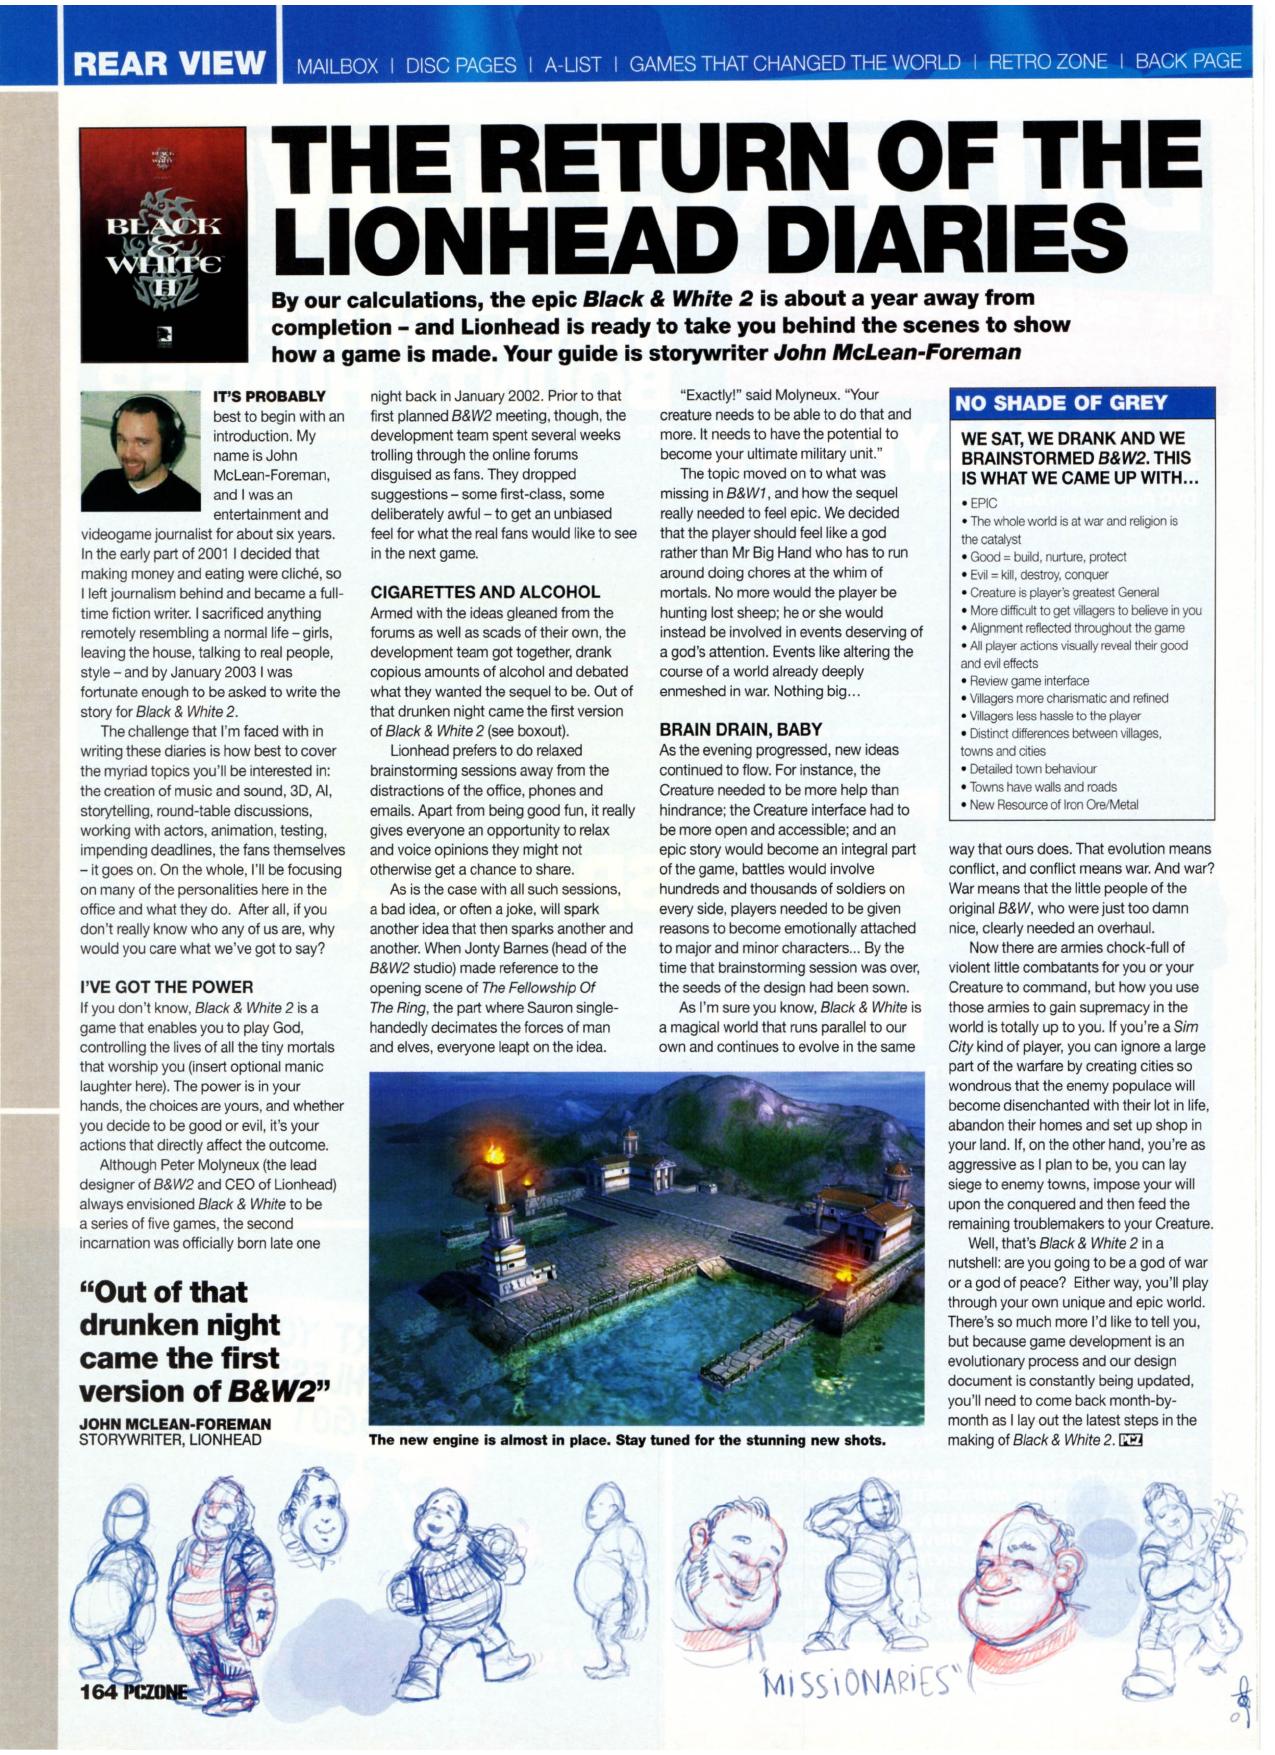 REAR VIEW
MAILBOX | DISC PAGES | A-LIST | GAMES THAT CHANGED THE WORLD | RETRO ZONE | BACK PAGE
BLACK
&
WHITE
II
THE RETURN OF THE
LIONHEAD DIARIES
By our calculations, the epic Black & White 2 is about a year away from
completion – and Lionhead is ready to take you behind the scenes to show
how a game is made. Your guide is storywriter John McLean-Foreman
IT'S PROBABLY
best to begin with an
introduction. My
name is John
McLean-Foreman,
and I was an
entertainment and
videogame journalist for about six years.
In the early part of 2001 I decided that
making money and eating were cliché, so
I left journalism behind and became a full-
time fiction writer. I sacrificed anything
remotely resembling a normal life – girls,
leaving the house, talking to real people,
style – and by January 2003 I was
fortunate enough to be asked to write the
story for Black & White 2.
The challenge that I'm faced with in
writing these diaries is how best to cover
the myriad topics you'll be interested in:
the creation of music and sound, 3D, AI,
storytelling, round-table discussions,
working with actors, animation, testing,
impending deadlines, the fans themselves
– it goes on. On the whole, I'll be focusing
on many of the personalities here in the
office and what they do. After all, if you
don't really know who any of us are, why
would you care what we've got to say?
I'VE GOT THE POWER
If you don't know, Black & White 2 is a
game that enables you to play God,
controlling the lives of all the tiny mortals
that worship you (insert optional manic
laughter here). The power is in your
hands, the choices are yours, and whether
you decide to be good or evil, it's your
actions that directly affect the outcome.
Although Peter Molyneux (the lead
designer of B&W2 and CEO of Lionhead)
always envisioned Black & White to be
a series of five games, the second
incarnation was officially born late one
"Out of that
drunken night
came the first
version of B&W2"
JOHN MCLEAN-FOREMAN
STORYWRITER, LIONHEAD
night back in January 2002. Prior to that
first planned B&W2 meeting, though, the
development team spent several weeks
trolling through the online forums
disguised as fans. They dropped
suggestions – some first-class, some
deliberately awful – to get an unbiased
feel for what the real fans would like to see
in the next game.
CIGARETTES AND ALCOHOL
Armed with the ideas gleaned from the
forums as well as scads of their own, the
development team got together, drank
copious amounts of alcohol and debated
what they wanted the sequel to be. Out of
that drunken night came the first version
of Black & White 2 (see boxout).
Lionhead prefers to do relaxed
brainstorming sessions away from the
distractions of the office, phones and
emails. Apart from being good fun, it really
gives everyone an opportunity to relax
and voice opinions they might not
otherwise get a chance to share.
As is the case with all such sessions,
a bad idea, or often a joke, will spark
another idea that then sparks another and
another. When Jonty Barnes (head of the
B&W2 studio) made reference to the
opening scene of The Fellowship Of
The Ring, the part where Sauron single-
handedly decimates the forces of man
and elves, everyone leapt on the idea.
"Exactly!" said Molyneux. "Your
creature needs to be able to do that and
more. It needs to have the potential to
become your ultimate military unit."
The topic moved on to what was
missing in B&W1, and how the sequel
really needed to feel epic. We decided
that the player should feel like a god
rather than Mr Big Hand who has to run
around doing chores at the whim of
mortals. No more would the player be
hunting lost sheep; he or she would
instead be involved in events deserving of
a god's attention. Events like altering the
course of a world already deeply
enmeshed in war. Nothing big...
BRAIN DRAIN, BABY
As the evening progressed, new ideas
continued to flow. For instance, the
Creature needed to be more help than
hindrance; the Creature interface had to
be more open and accessible; and an
epic story would become an integral part
of the game, battles would involve
hundreds and thousands of soldiers on
every side, players needed to be given
reasons to become emotionally attached
to major and minor characters... By the
time that brainstorming session was over,
the seeds of the design had been sown.
As I'm sure you know, Black & White is
a magical world that runs parallel to our
own and continues to evolve in the same
The new engine is almost in place. Stay tuned for the stunning new shots.
NO SHADE OF GREY
WE SAT, WE DRANK AND WE
BRAINSTORMED B&W2. THIS
IS WHAT WE CAME UP WITH...
• EPIC
• The whole world is at war and religion is
the catalyst
• Good = build, nurture, protect
• Evil = kill, destroy, conquer
• Creature is player's greatest General
• More difficult to get villagers to believe in you
• Alignment reflected throughout the game
• All player actions visually reveal their good
and evil effects
• Review game interface
• Villagers more charismatic and refined
• Villagers less hassle to the player
• Distinct differences between villages,
towns and cities
• Detailed town behaviour
• Towns have walls and roads
• New Resource of Iron Ore/Metal
way that ours does. That evolution means
conflict, and conflict means war. And war?
War means that the little people of the
original B&W, who were just too damn
nice, clearly needed an overhaul.
Now there are armies chock-full of
violent little combatants for you or your
Creature to command, but how you use
those armies to gain supremacy in the
world is totally up to you. If you're a Sim
City kind of player, you can ignore a large
part of the warfare by creating cities so
wondrous that the enemy populace will
become disenchanted with their lot in life,
abandon their homes and set up shop in
your land. If, on the other hand, you're as
aggressive as I plan to be, you can lay
siege to enemy towns, impose your will
upon the conquered and then feed the
remaining troublemakers to your Creature.
Well, that's Black & White 2 in a
nutshell: are you going to be a god of war
or a god of peace? Either way, you'll play
through your own unique and epic world.
There's so much more I'd like to tell you,
but because game development is an
evolutionary process and our design
document is constantly being updated,
you'll need to come back month-by-
month as I lay out the latest steps in the
making of Black & White 2. PCZ
"MISSIONARIES"
164 PCZONE